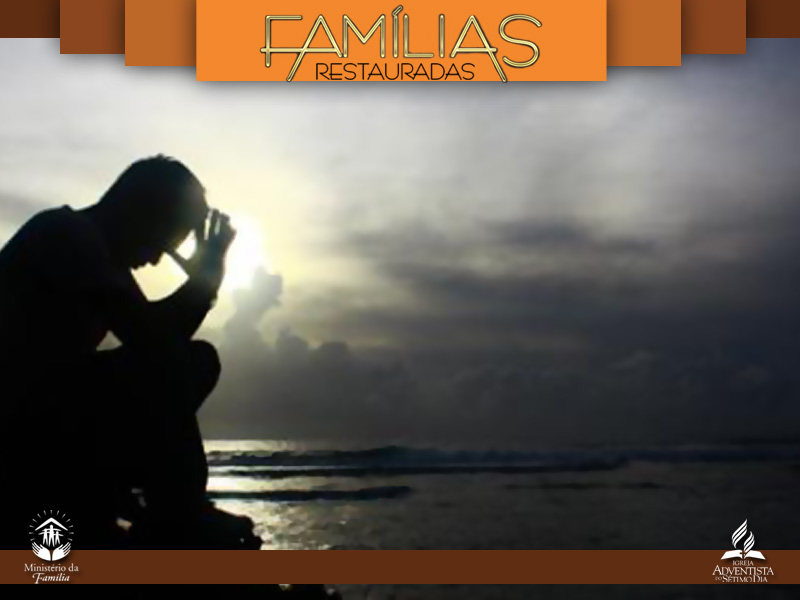 FAMÍLIAS
RESTAURADAS
Ministério da
Família
IGREJA
ADVENTISTA
DO SÉTIMO DIA